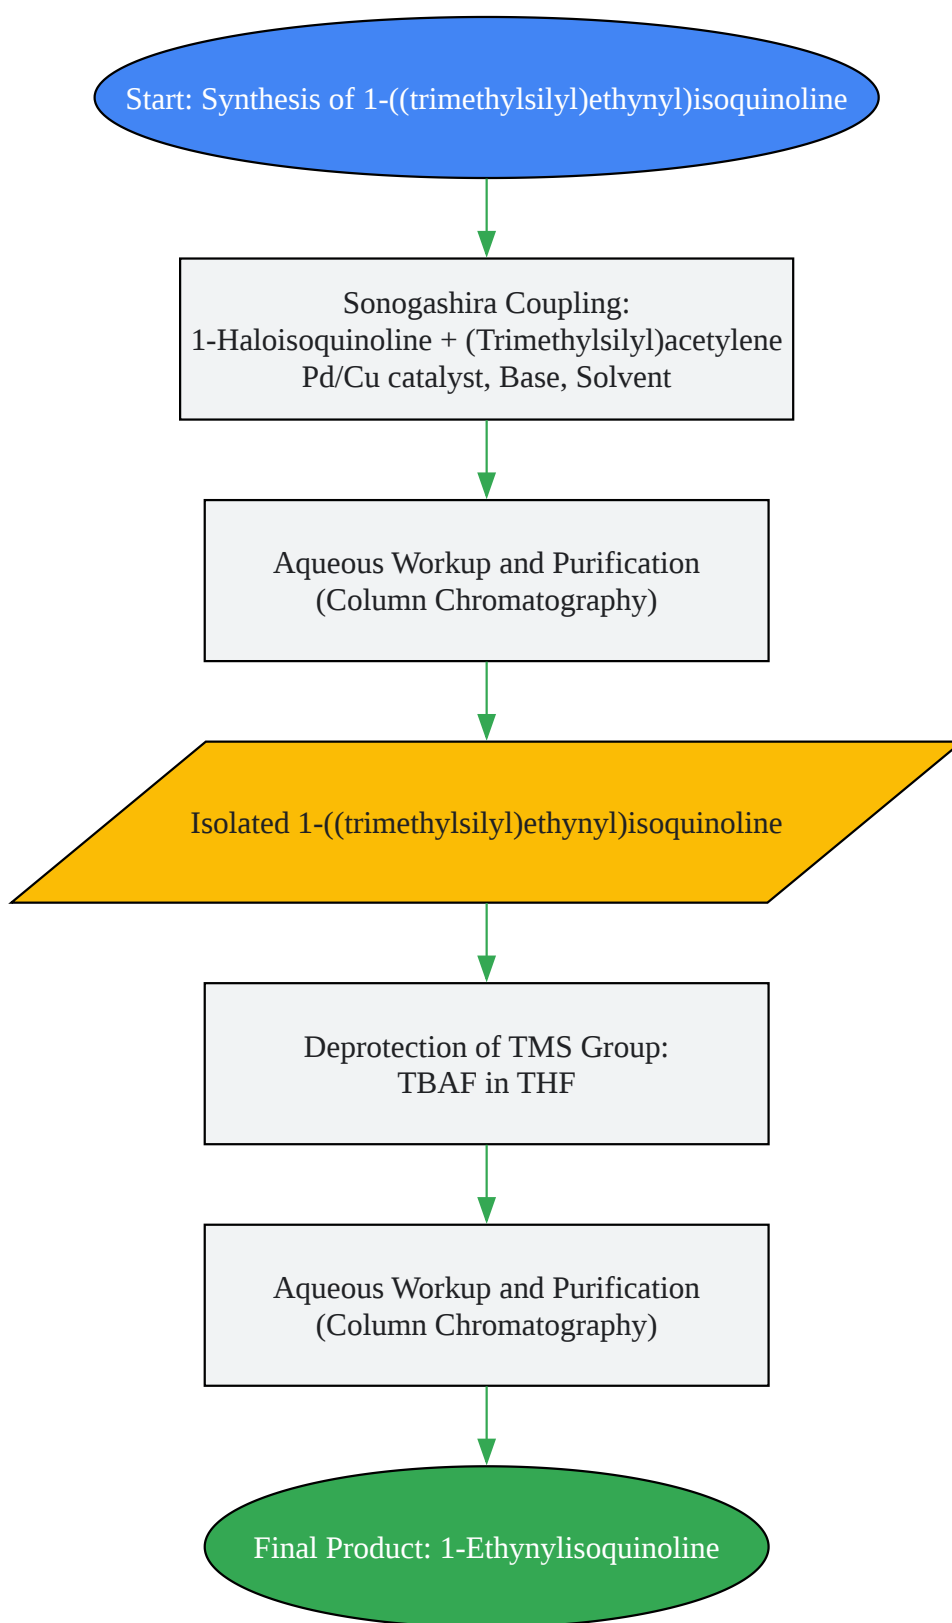 Start: Synthesis of 1-((trimethylsilyl)ethynyl)isoquinoline
Sonogashira Coupling:
1-Haloisoquinoline + (Trimethylsilyl)acetylene
Pd/Cu catalyst, Base, Solvent
Aqueous Workup and Purification
(Column Chromatography)
Isolated 1-((trimethylsilyl)ethynyl)isoquinoline
Deprotection of TMS Group:
TBAF in THF
Aqueous Workup and Purification
(Column Chromatography)
Final Product: 1-Ethynylisoquinoline